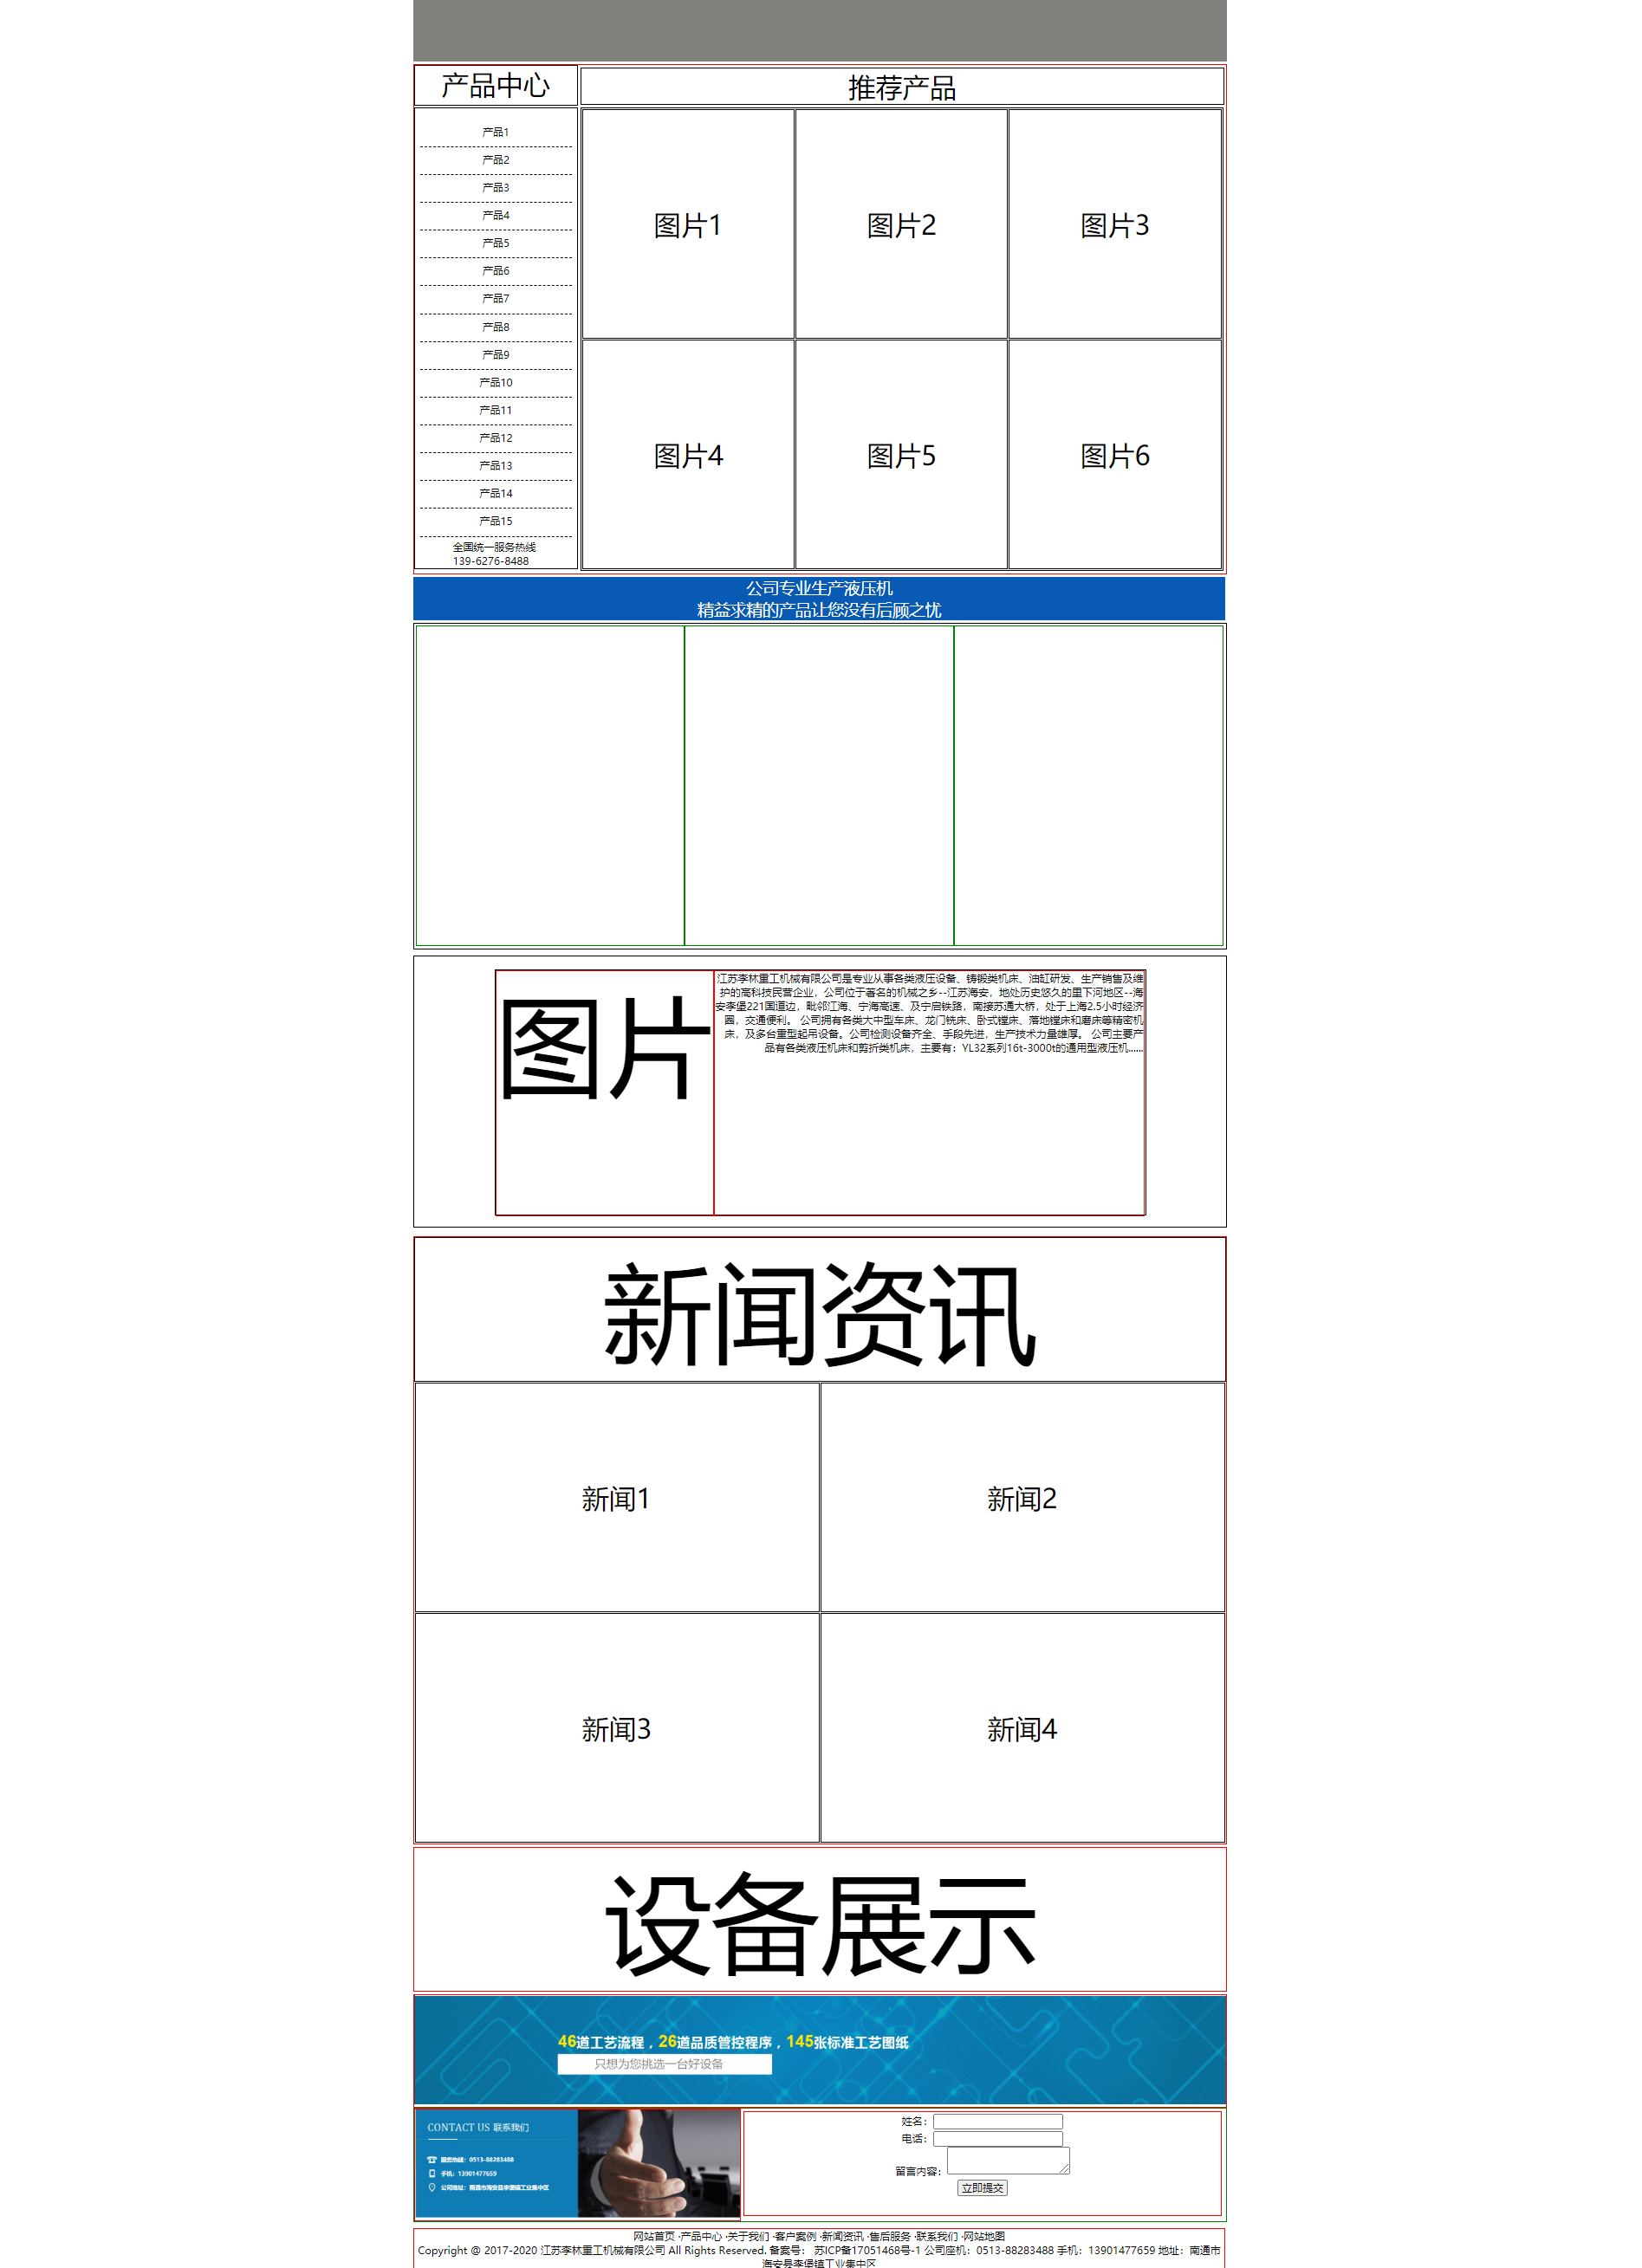 产品中心
推荐产品
产品1
产品2
产品3
产品4
产品5
产品6
产品7
产品8
产品9
产品10
产品11
产品12
产品13
产品14
产品15
全国统一服务热线
139-6276-8488
图片1
图片2
图片3
图片4
图片5
图片6
公司专业生产液压机
精益求精的产品让您没有后顾之忧
图片
江苏李林重工机械有限公司是专业从事各类液压设备、铸锻类机床、油缸研发、生产销售及维
护的高科技民营企业，公司位于著名的机械之乡--江苏海安，地处历史悠久的里下河地区--海
安李堡221国道边，毗邻江海、宁海高速、及宁启铁路，南接苏通大桥，处于上海2.5小时经济
圈，交通便利。 公司拥有各类大中型车床、龙门铣床、卧式镗床、落地镗床和磨床等精密机
床，及多台重型起吊设备。公司检测设备齐全、手段先进，生产技术力量雄厚。 公司主要产
品有各类液压机床和剪折类机床，主要有：YL32系列16t-3000t的通用型液压机......
新闻资讯
新闻1
新闻2
新闻3
新闻4
设备展示
46道工艺流程，26道品质管控程序，145张标准工艺图纸
只想为您挑选一台好设备
CONTACT US 联系我们
服务热线：0513-88283488
手机：13901477659
公司地址：南通市海安县李堡镇工业集中区
姓名：
电话：
留言内容：
立即提交
网站首页 ·产品中心 ·关于我们 ·客户案例 ·新闻资讯 ·售后服务 ·联系我们 ·网站地图
Copyright @ 2017-2020 江苏李林重工机械有限公司 All Rights Reserved. 备案号： 苏ICP备17051468号-1 公司座机：0513-88283488 手机：13901477659 地址：南通市
海安县李堡镇工业集中区